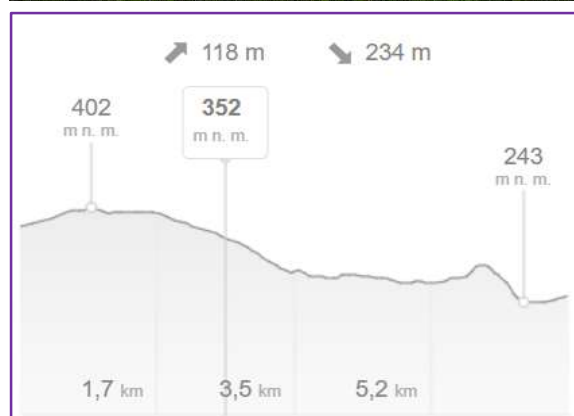 118 m 234 m
402
m n. m.
352
m n. m.
243
m n. m.
1,7 km 3,5 km 5,2 km